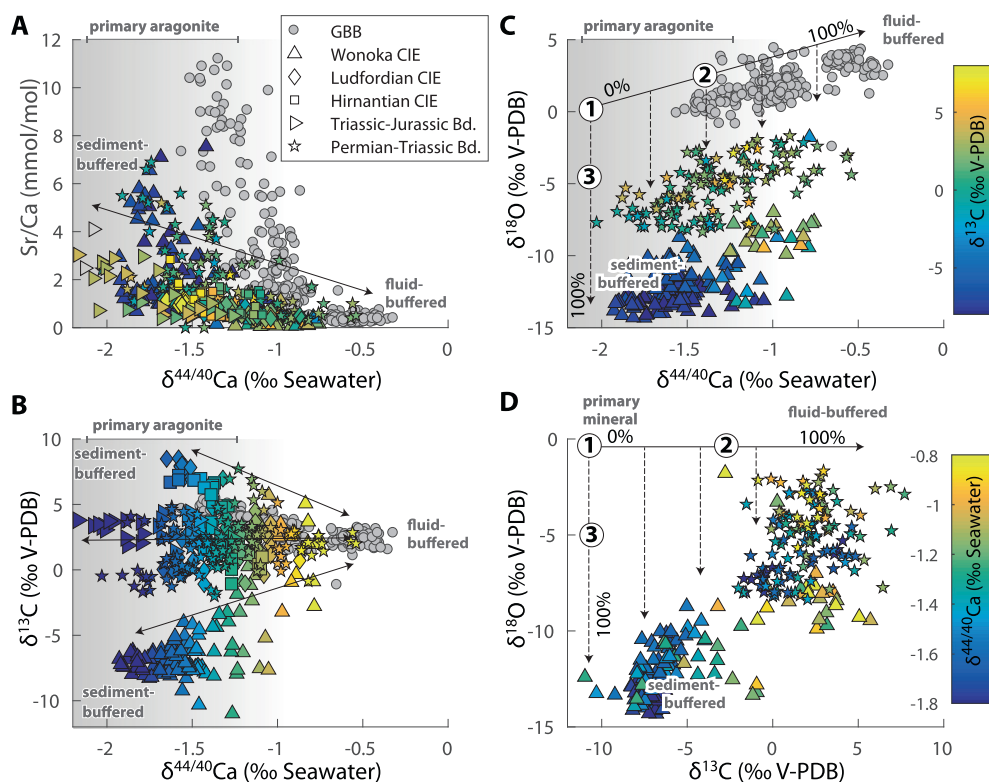 A
primary aragonite
12
10
8
6
4
2
0
Sr/Ca (mmol/mol)
GBB
Wonoka CIE
Ludfordian CIE
Hirnantian CIE
Triassic-Jurassic Bd.
Permian-Triassic Bd.
sediment-
buffered
fluid-
buffered
-2
-1.5
-1
-0.5
0
δ44/40Ca (‰ Seawater)
C
primary aragonite
100%
fluid-
buffered
0%
1
2
3
5
0
-5
-10
-15
δ18O (‰ V-PDB)
sediment-
buffered
100%
-2
-1.5
-1
-0.5
0
δ44/40Ca (‰ Seawater)
5
0
-5
δ13C (‰ V-PDB)
B
primary aragonite
10
5
0
-5
-10
δ13C (‰ V-PDB)
sediment-
buffered
fluid-
buffered
sediment-
buffered
-2
-1.5
-1
-0.5
0
δ44/40Ca (‰ Seawater)
D
primary
mineral
fluid-buffered
1
0%
2
100%
3
100%
0
-5
-10
-15
δ18O (‰ V-PDB)
sediment-
buffered
-10
-5
0
5
10
δ13C (‰ V-PDB)
-0.8
-1
-1.2
-1.4
-1.6
-1.8
δ44/40Ca (‰ Seawater)